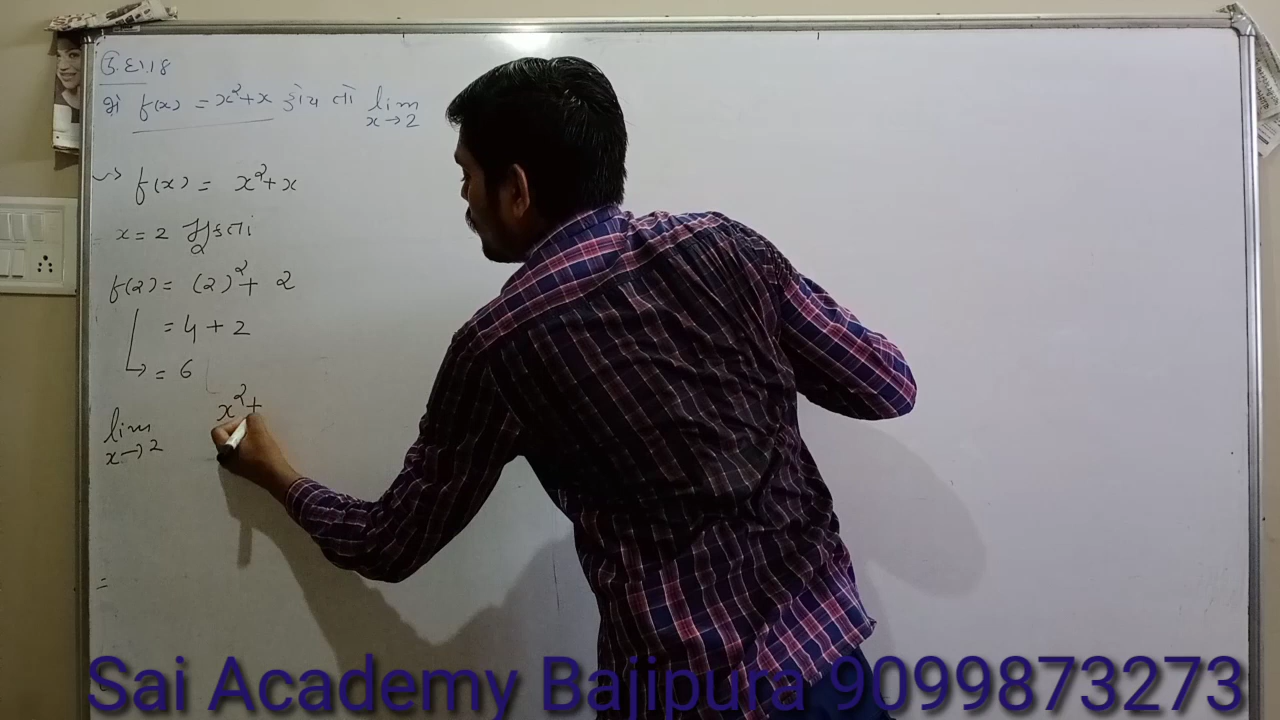 ઉ.દા.18
જો f(x) = x²+x હોય તો lim x→2
f(x) = x²+x
x = 2 મુકતાં
f(2) = (2)² + 2
= 4 + 2
= 6
lim x→2 x²+
=
Sai Academy Bajipura 9099873273